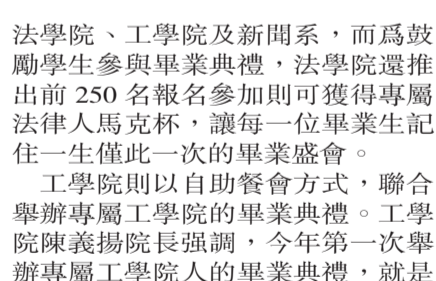 法學院、工學院及新聞系，而爲鼓
勵學生參與畢業典禮，法學院還推
出前 250 名報名參加則可獲得專屬
法律人馬克杯，讓每一位畢業生記
住一生僅此一次的畢業盛會。
　工學院則以自助餐會方式，聯合
舉辦專屬工學院的畢業典禮。工學
院陳義揚院長强調，今年第一次舉
辦專屬工學院人的畢業典禮，就是